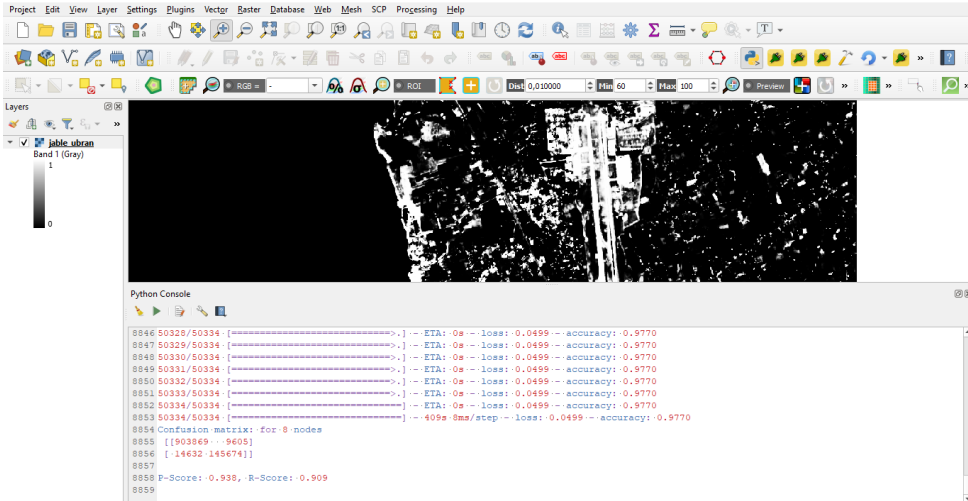 Project Edit View Layer Settings Plugins Vector Raster Database Web Mesh SCP Processing Help
RGB = - ROI Dist 0,010000 Min 60 Max 100 Preview » » »
Layers
jable_ubran
Band 1 (Gray)
1
0
Python Console
8846 50328/50334 [==============================>.] - ETA: 0s - loss: 0.0499 - accuracy: 0.9770
8847 50329/50334 [==============================>.] - ETA: 0s - loss: 0.0499 - accuracy: 0.9770
8848 50330/50334 [==============================>.] - ETA: 0s - loss: 0.0499 - accuracy: 0.9770
8849 50331/50334 [==============================>.] - ETA: 0s - loss: 0.0499 - accuracy: 0.9770
8850 50332/50334 [==============================>.] - ETA: 0s - loss: 0.0499 - accuracy: 0.9770
8851 50333/50334 [==============================>.] - ETA: 0s - loss: 0.0499 - accuracy: 0.9770
8852 50334/50334 [==============================] - ETA: 0s - loss: 0.0499 - accuracy: 0.9770
8853 50334/50334 [==============================] - 409s 8ms/step - loss: 0.0499 - accuracy: 0.9770
8854 Confusion matrix: for 8 nodes
8855 [[903869 9605]
8856 [ 14632 145674]]
8857
8858 P-Score: 0.938, R-Score: 0.909
8859